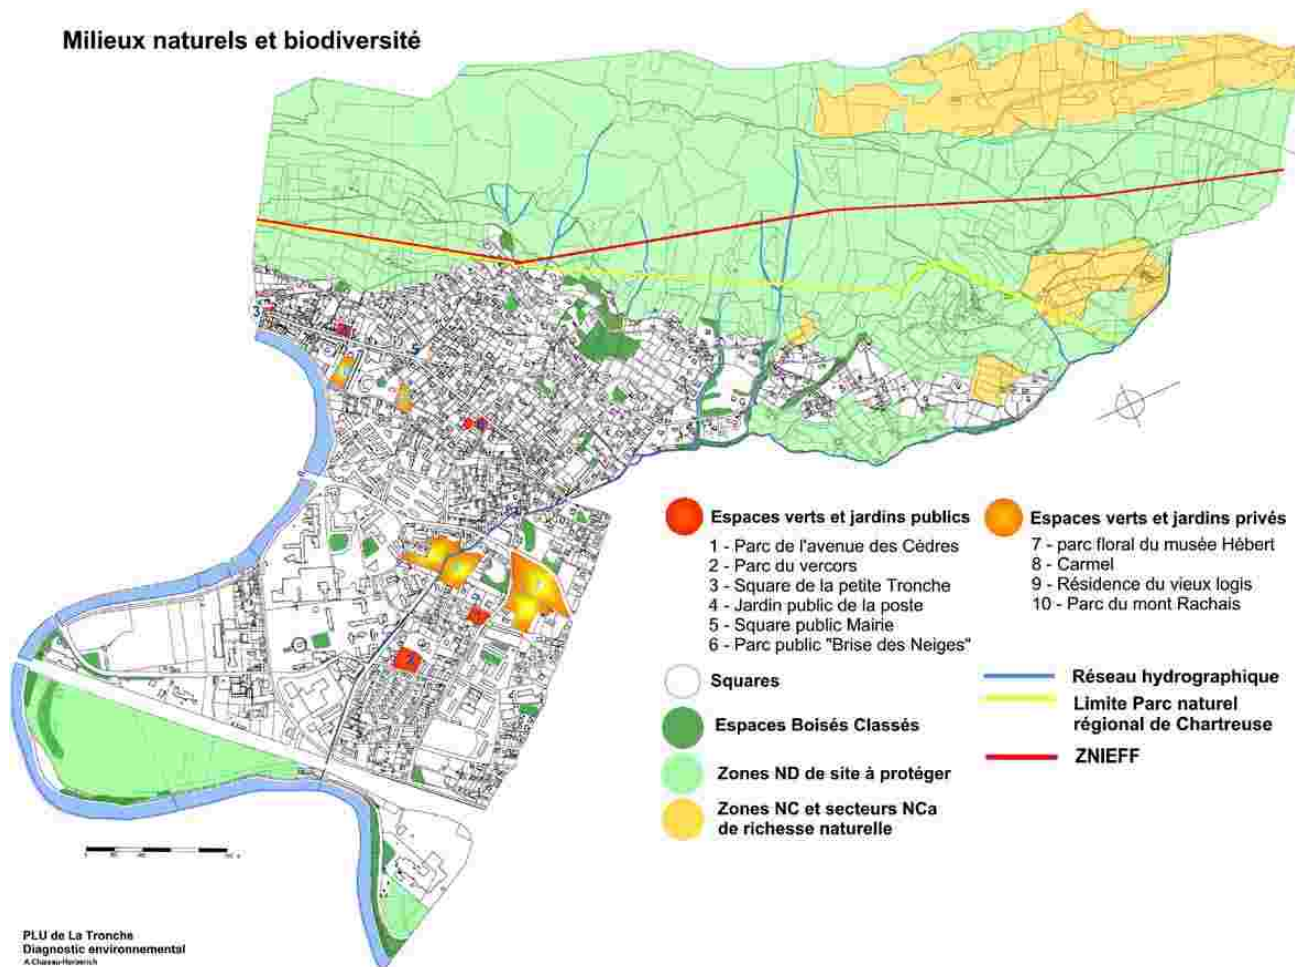 Milieux naturels et biodiversité
Espaces verts et jardins publics
1 - Parc de l'avenue des Cèdres
2 - Parc du vercors
3 - Square de la petite Tronche
4 - Jardin public de la poste
5 - Square public Mairie
6 - Parc public "Brise des Neiges"
Squares
Espaces Boisés Classés
Zones ND de site à protéger
Zones NC et secteurs NCa
de richesse naturelle
Espaces verts et jardins privés
7 - parc floral du musée Hébert
8 - Carmel
9 - Résidence du vieux logis
10 - Parc du mont Rachais
Réseau hydrographique
Limite Parc naturel
régional de Chartreuse
ZNIEFF
3
PLU de La Tronche
Diagnostic environnemental